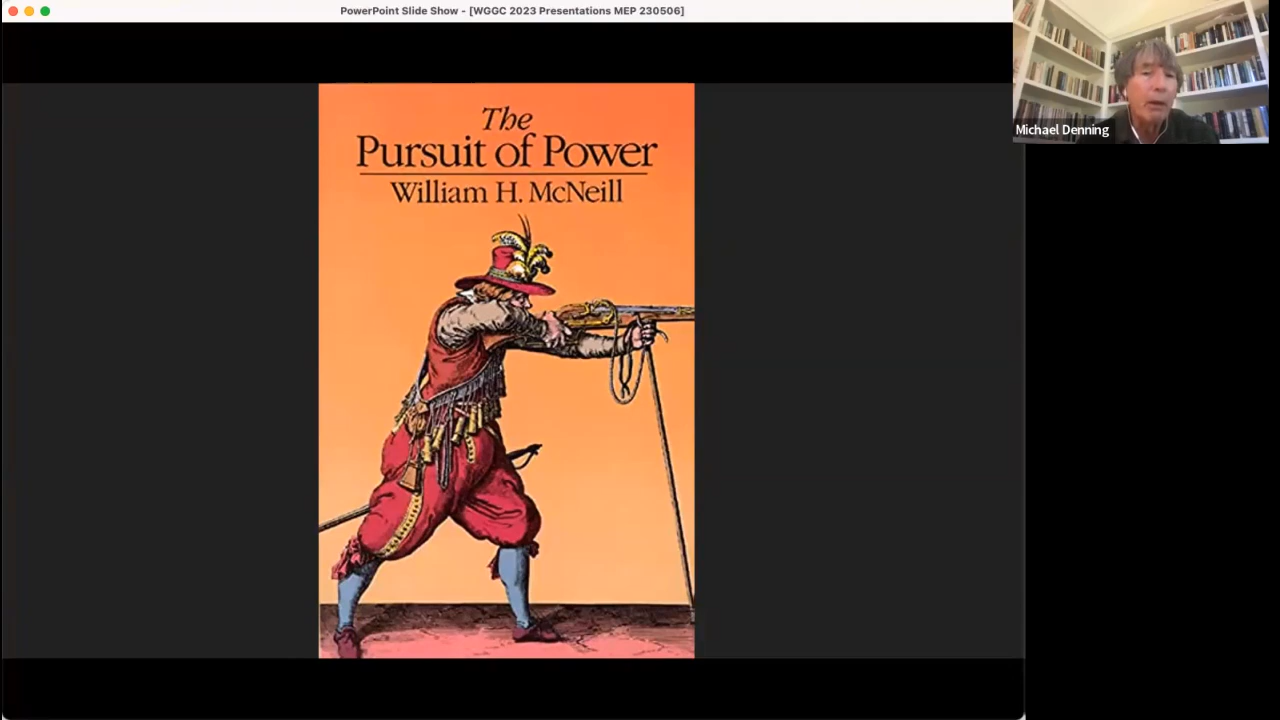 PowerPoint Slide Show - [WGGC 2023 Presentations MEP 230506]
The
Pursuit of Power
William H. McNeill
Michael Denning